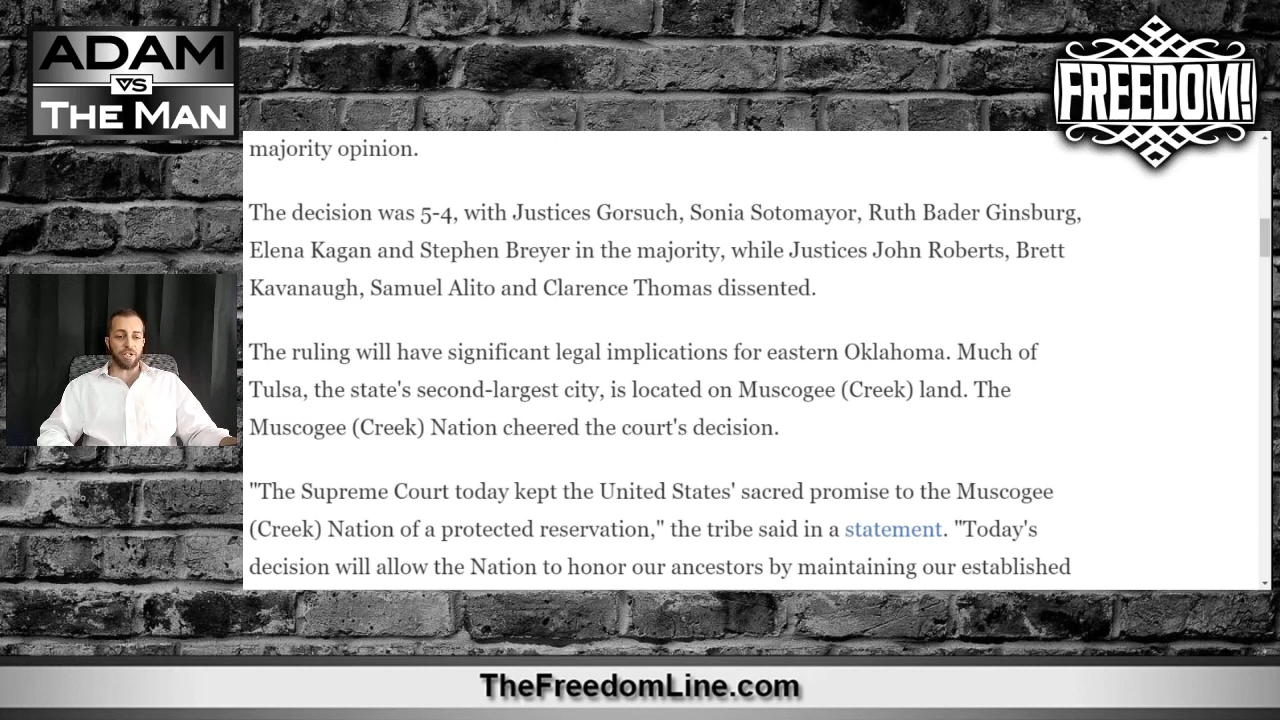 ADAM
VS
THE MAN
FREEDOM!
majority opinion.
The decision was 5-4, with Justices Gorsuch, Sonia Sotomayor, Ruth Bader Ginsburg,
Elena Kagan and Stephen Breyer in the majority, while Justices John Roberts, Brett
Kavanaugh, Samuel Alito and Clarence Thomas dissented.
The ruling will have significant legal implications for eastern Oklahoma. Much of
Tulsa, the state's second-largest city, is located on Muscogee (Creek) land. The
Muscogee (Creek) Nation cheered the court's decision.
"The Supreme Court today kept the United States' sacred promise to the Muscogee
(Creek) Nation of a protected reservation," the tribe said in a statement. "Today's
decision will allow the Nation to honor our ancestors by maintaining our established
TheFreedomLine.com